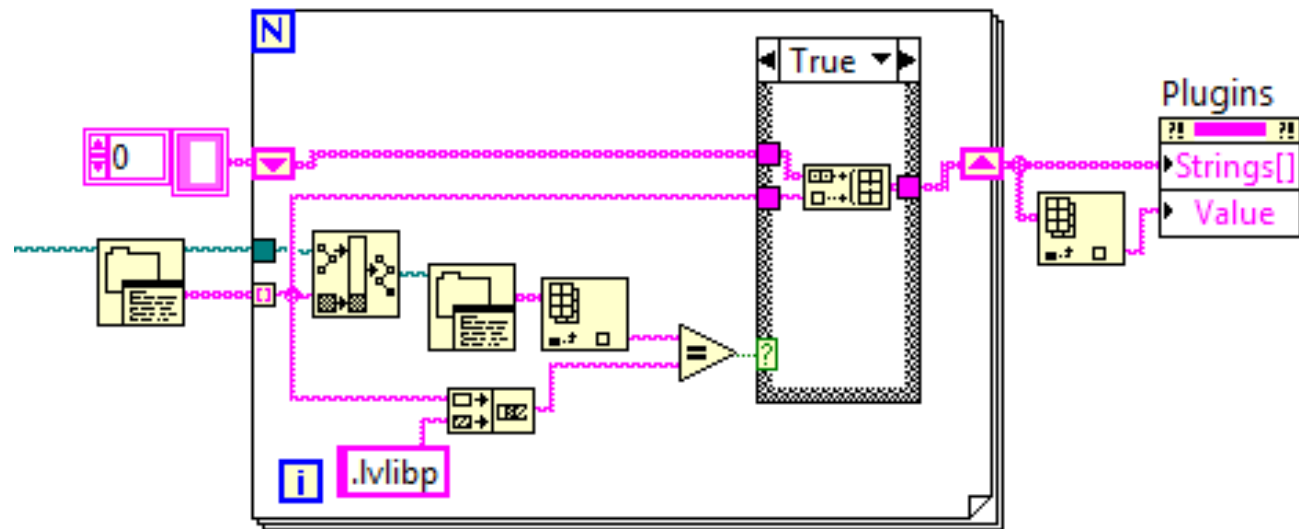 N
True
Plugins
0
?! ?!
Strings[]
Value
[]
=
?
.lvlibp
i